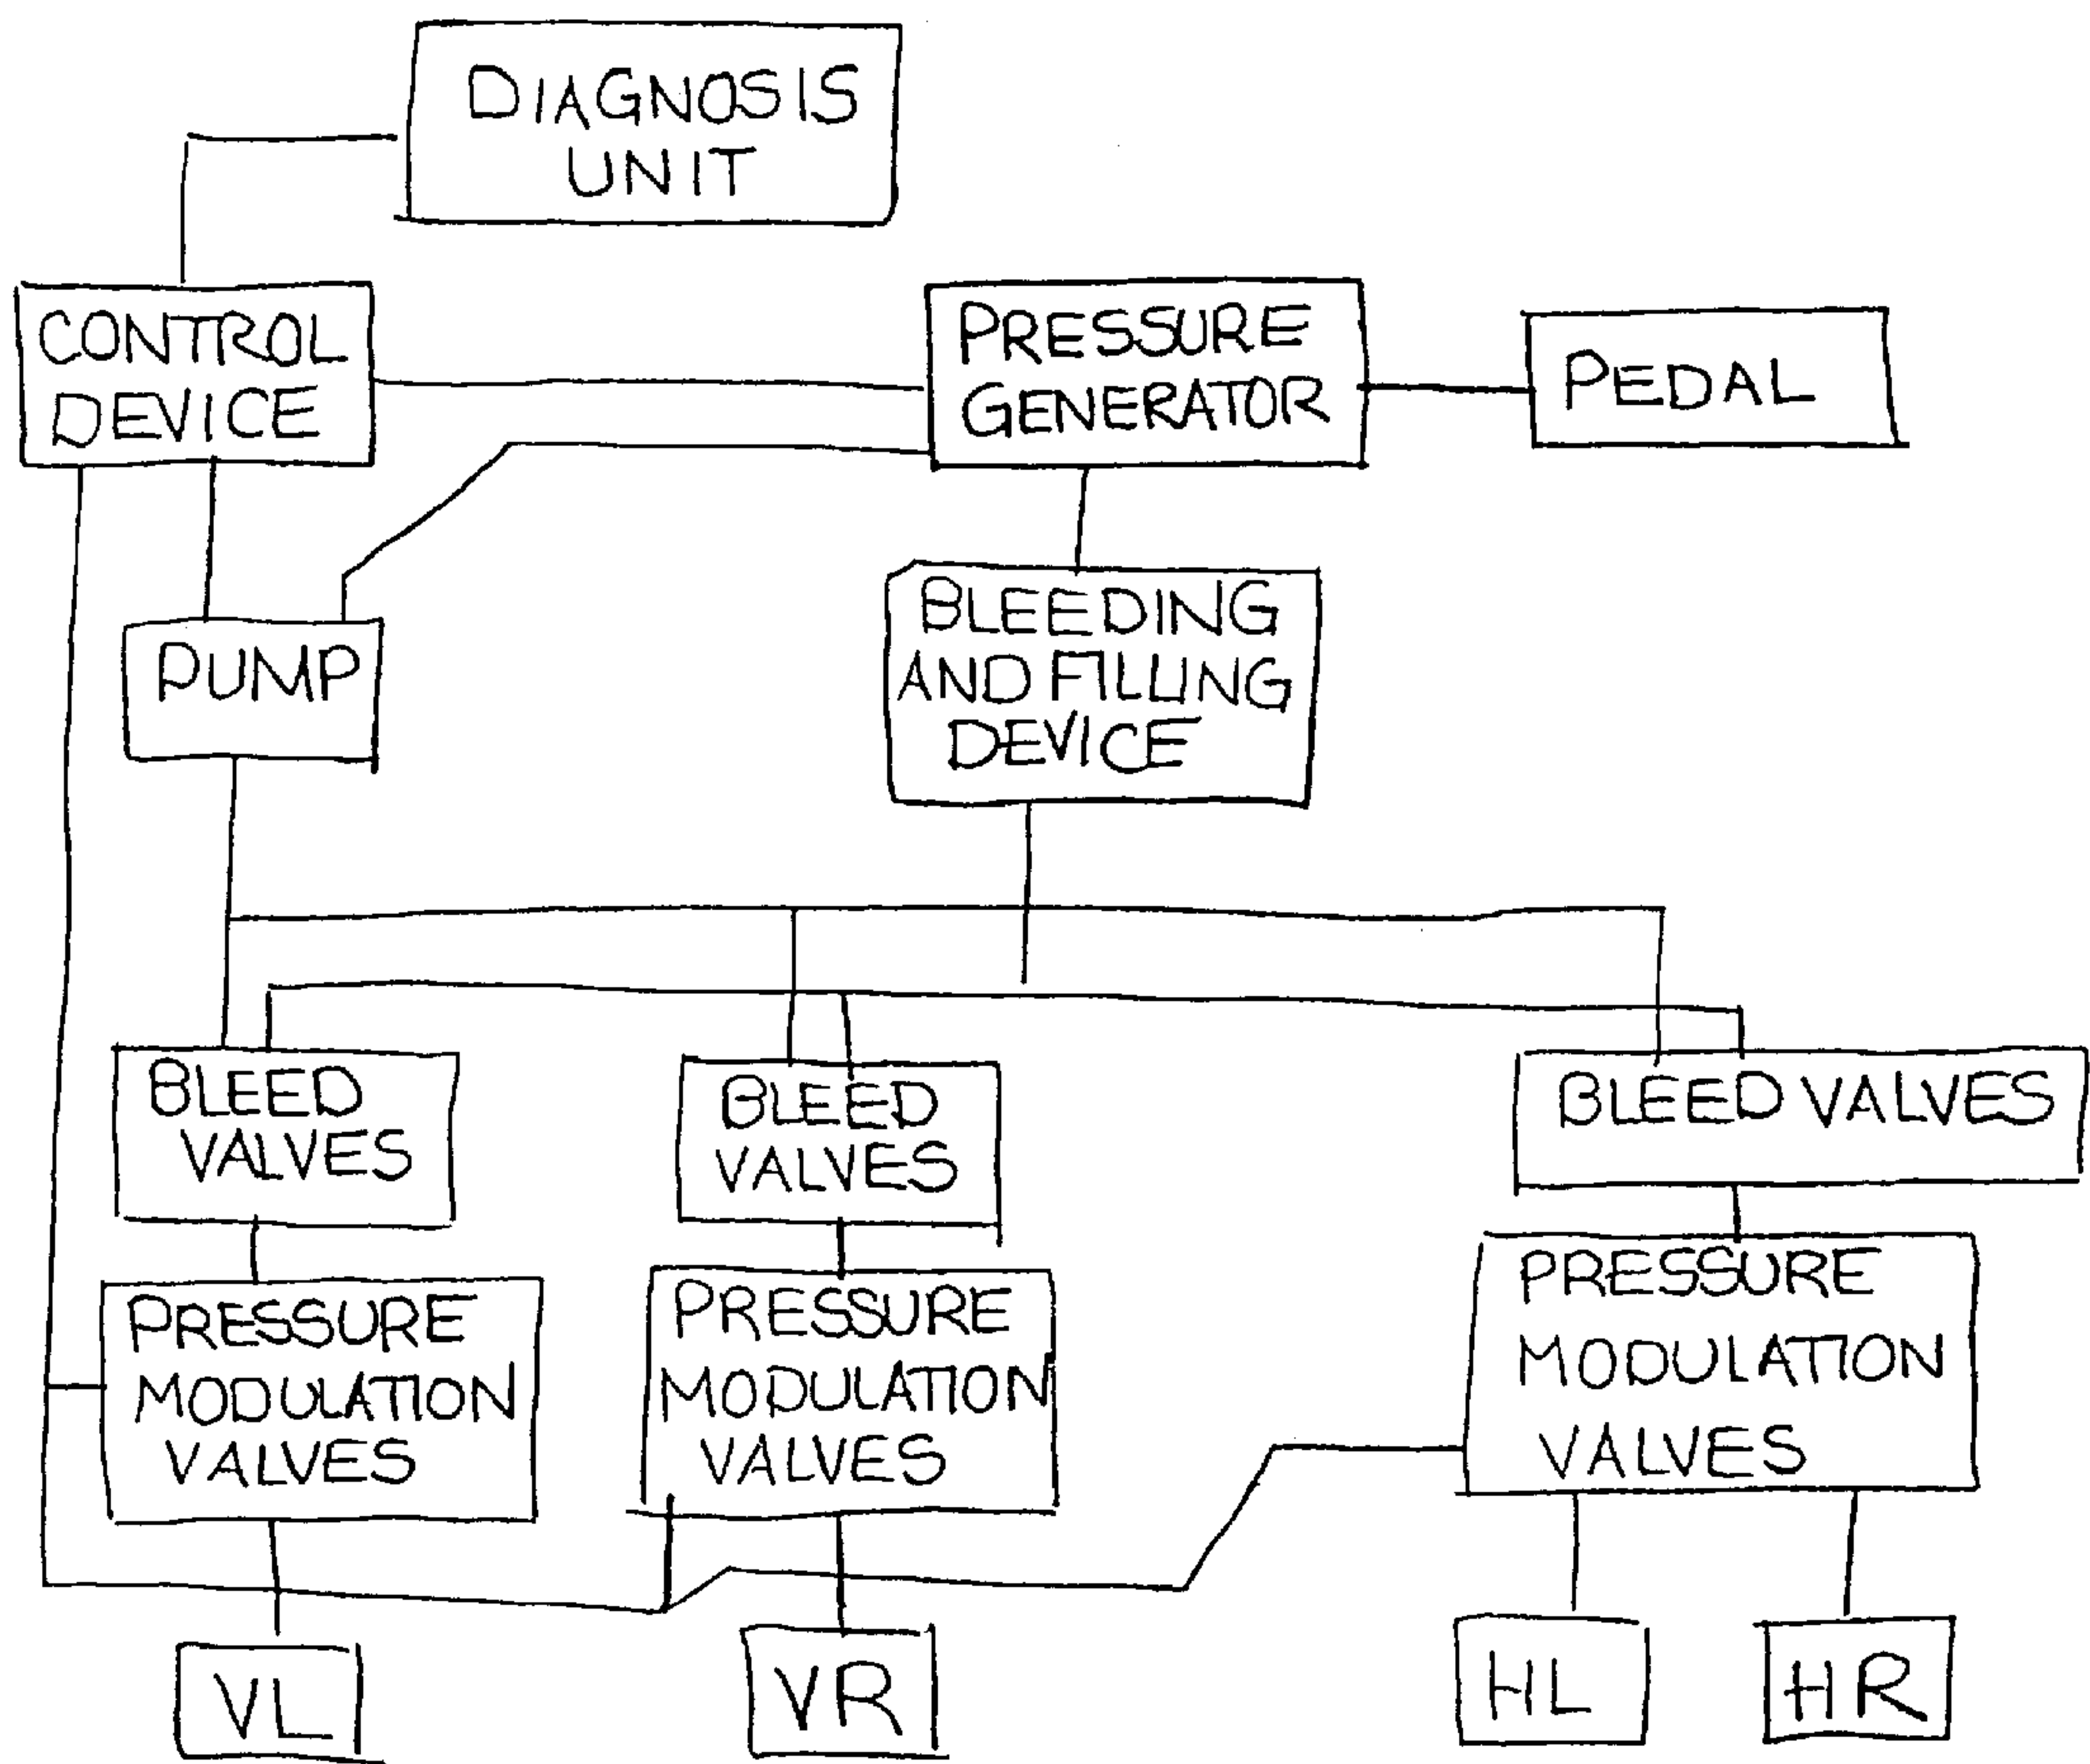 DIAGNOSIS
UNIT
CONTROL
DEVICE
PRESSURE
GENERATOR
PEDAL
PUMP
BLEEDING
AND FILLING
DEVICE
BLEED
VALVES
BLEED
VALVES
BLEED VALVES
PRESSURE
MODULATION
VALVES
PRESSURE
MODULATION
VALVES
PRESSURE
MODULATION
VALVES
VL
VR
HL
HR